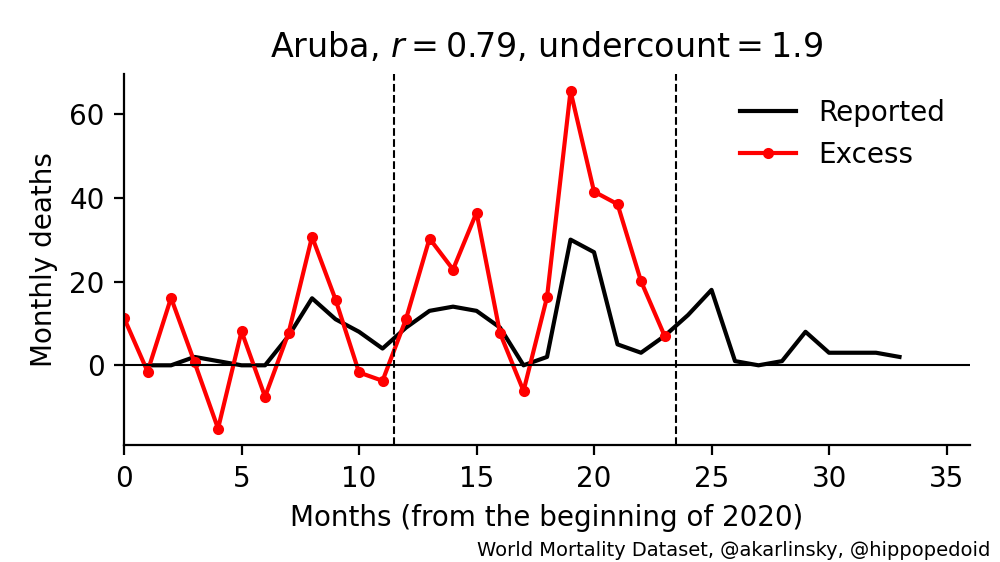 Aruba, r = 0.79, undercount = 1.9
Monthly deaths
60
40
20
0
Reported
Excess
0 5 10 15 20 25 30 35
Months (from the beginning of 2020)
World Mortality Dataset, @akarlinsky, @hippopedoid